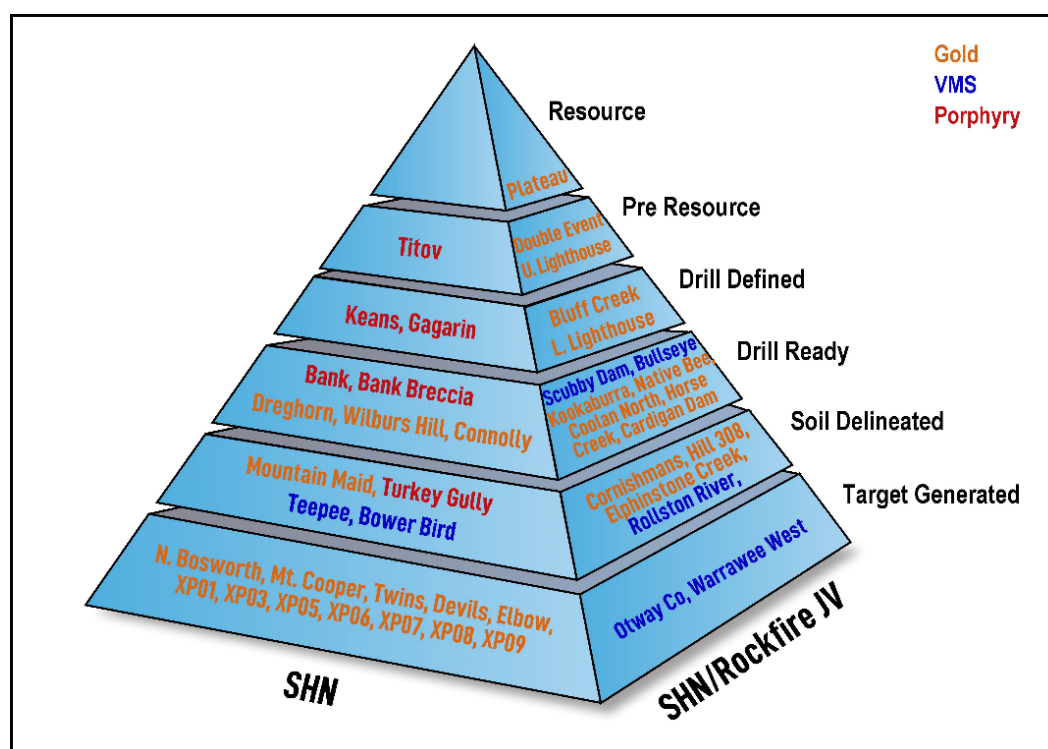 Gold
VMS
Porphyry
Resource
Plateau
Pre Resource
Titov
Double Event
U. Lighthouse
Drill Defined
Keans, Gagarin
Bluff Creek
L. Lighthouse
Drill Ready
Bank, Bank Breccia
Dreghorn, Wilburs Hill, Connolly
Scubby Dam, Bullseye
Kookaburra, Native Bee,
Coolan North, Horse
Creek, Cardigan Dam
Soil Delineated
Mountain Maid, Turkey Gully
Teepee, Bower Bird
Cornishmans, Hill 308,
Elphinstone Creek,
Rollston River,
Target Generated
N. Bosworth, Mt. Cooper, Twins, Devils, Elbow,
XP01, XP03, XP05, XP06, XP07, XP08, XP09
Otway Co, Warrawee West
SHN
SHN/Rockfire JV